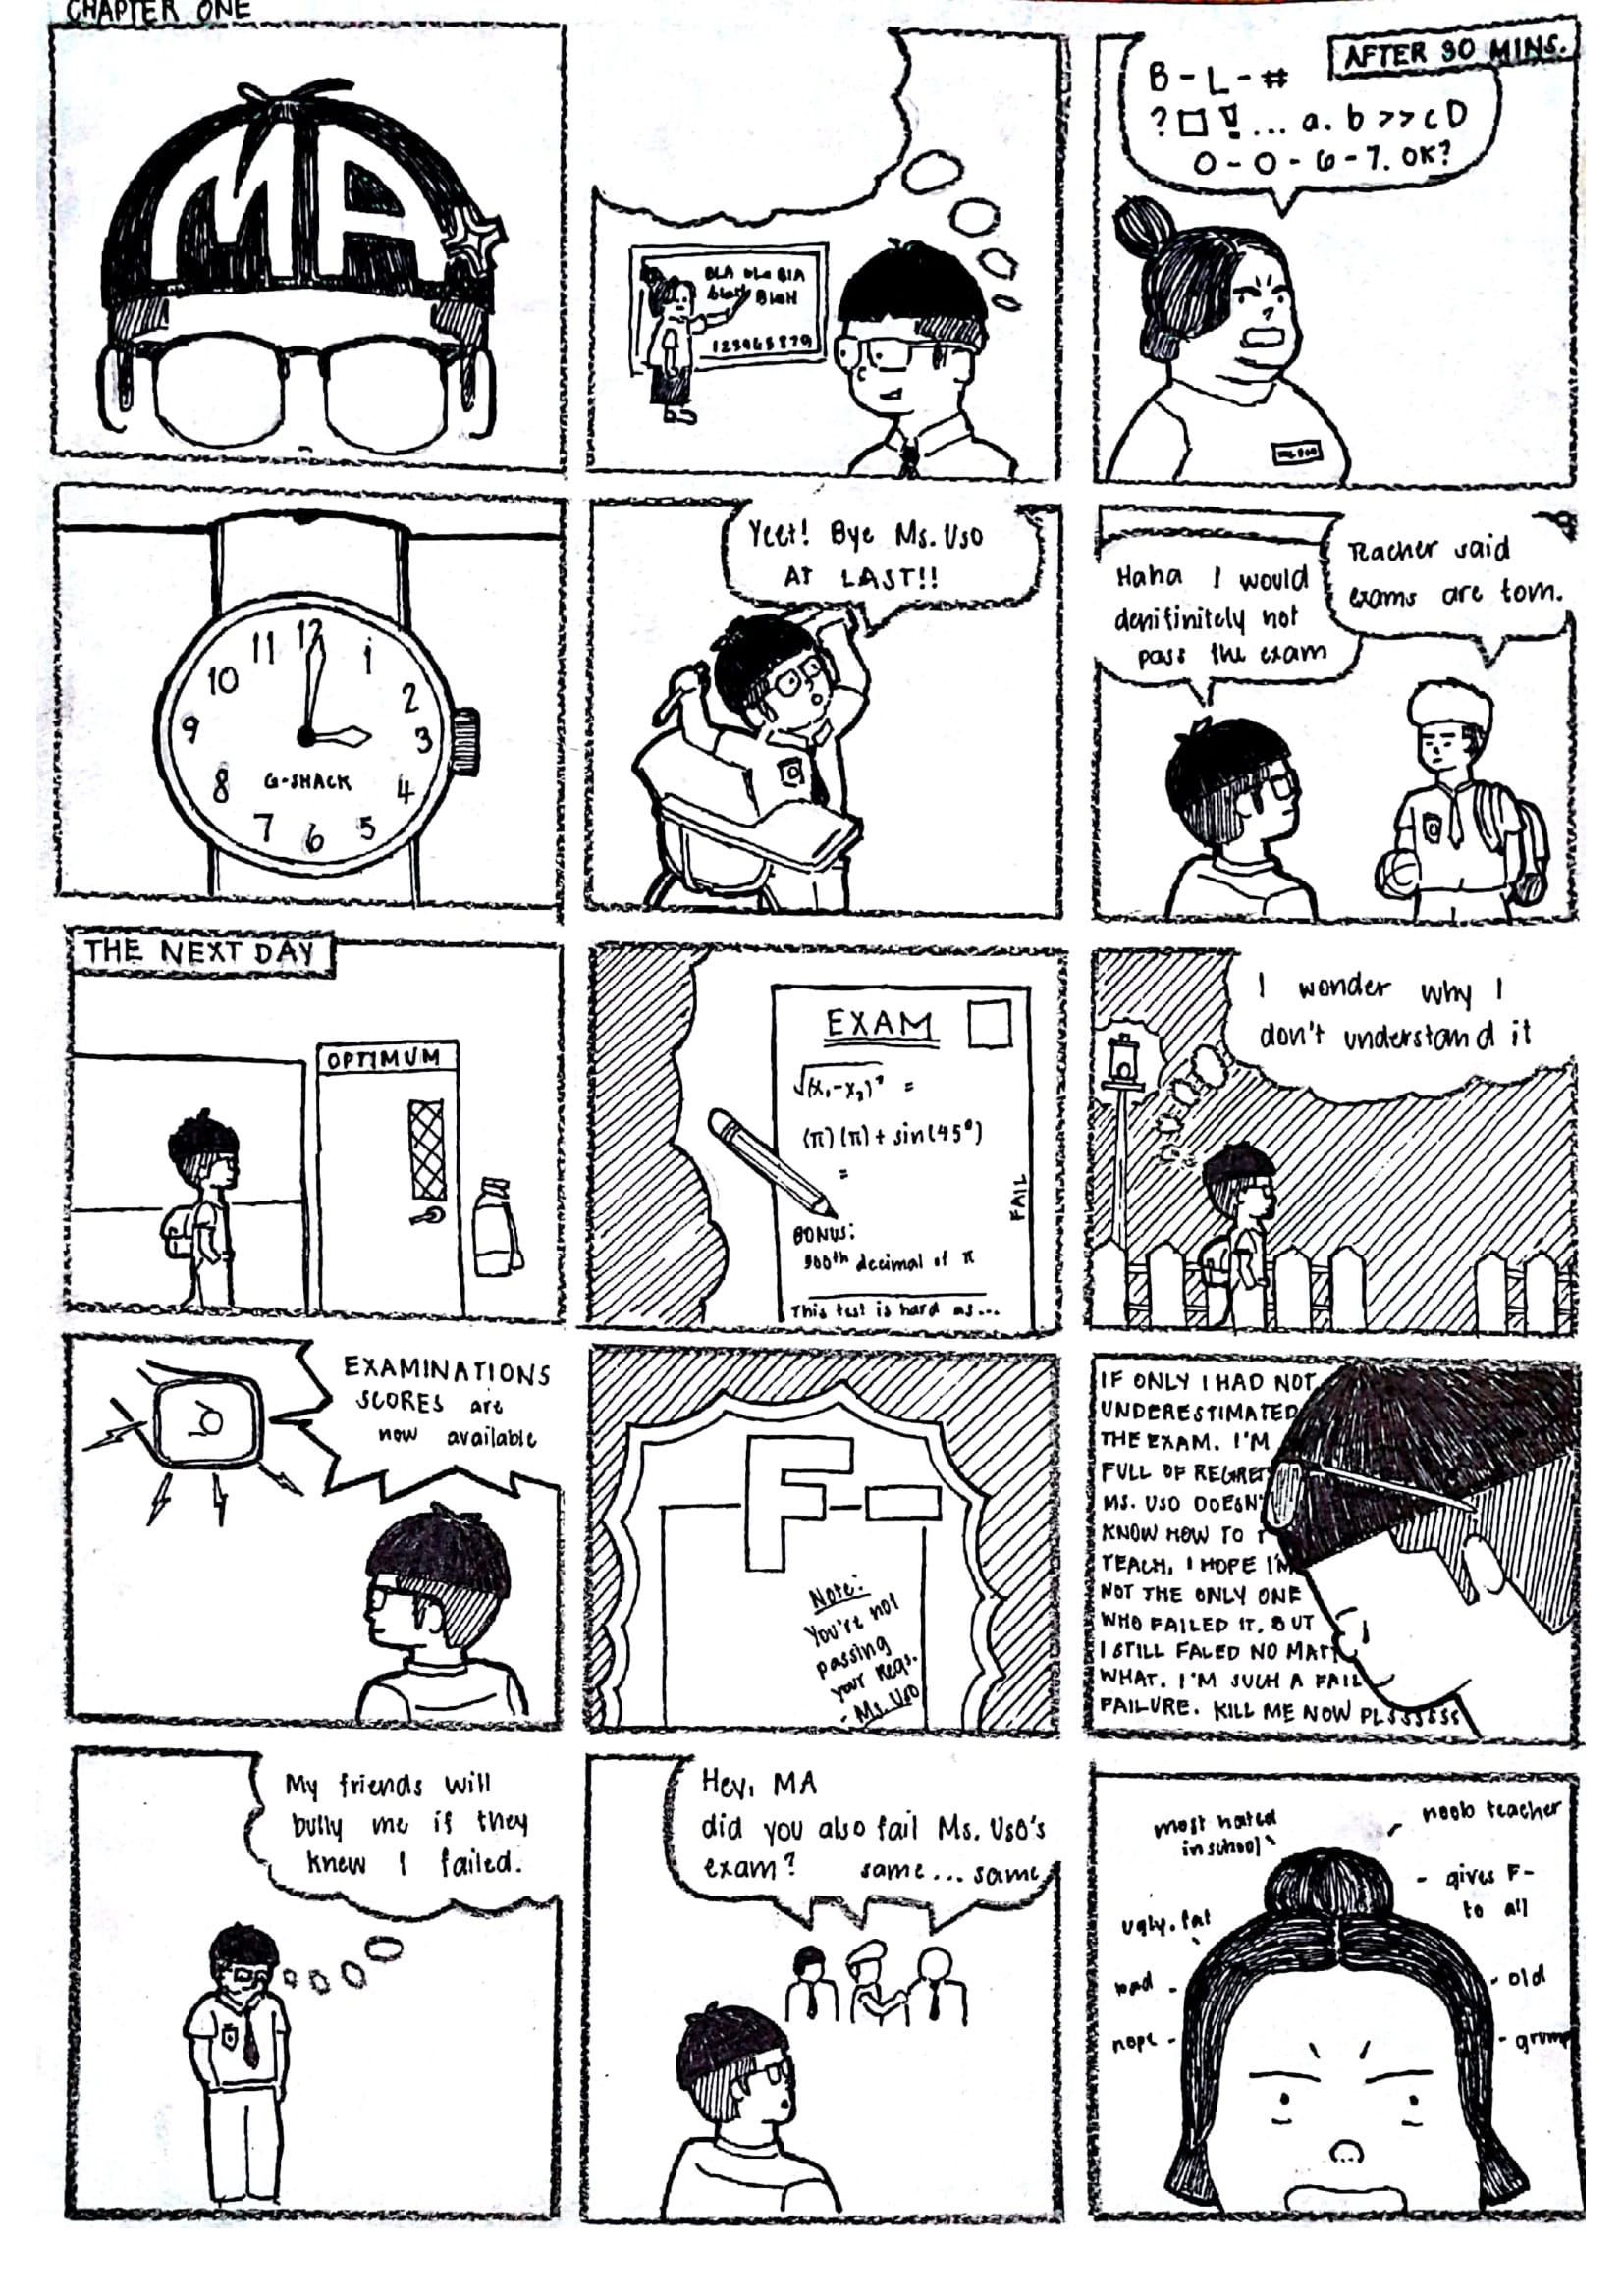 CHAPTER ONE
MA
BLA bLa BlA
blah BLaH
AFTER 30 MINS.
B - L - #
? □ !... a. b >> c D
0 - 0 - 6 - 7. OK?
12
11
1
10
2
9
3
8
G-SHACK
4
7
6
5
Yeet! Bye Ms. Uso
AT LAST!!
Haha I would
denifinitely not
pass the exam
Teacher said
exams are tom.
THE NEXT DAY
OPTIMUM
EXAM
√(x₁-x₂)² =
(π)(π) + sin(45°)
=
FAIL
BONUS:
900th decimal of π
This test is hard as...
I wonder why I
don't understand it
EXAMINATIONS
SCORES are
now available
F-
Note:
You're not
passing
your reqs.
- Ms. Uso
IF ONLY I HAD NOT
UNDERESTIMATED
THE EXAM. I'M
FULL OF REGRET
MS. USO DOESN'
KNOW HOW TO T
TEACH. I HOPE I'M
NOT THE ONLY ONE
WHO FAILED IT. BUT
I STILL FALED NO MATT
WHAT. I'M SUCH A FAIL
FAILURE. KILL ME NOW PLSSSSSS
My friends will
bully me if they
knew I failed.
Hey, MA
did you also fail Ms. Uso's
exam? same... same
most hated
in school
noob teacher
- gives F-
to all
ugly, fat
bad -
- old
nope -
- grump